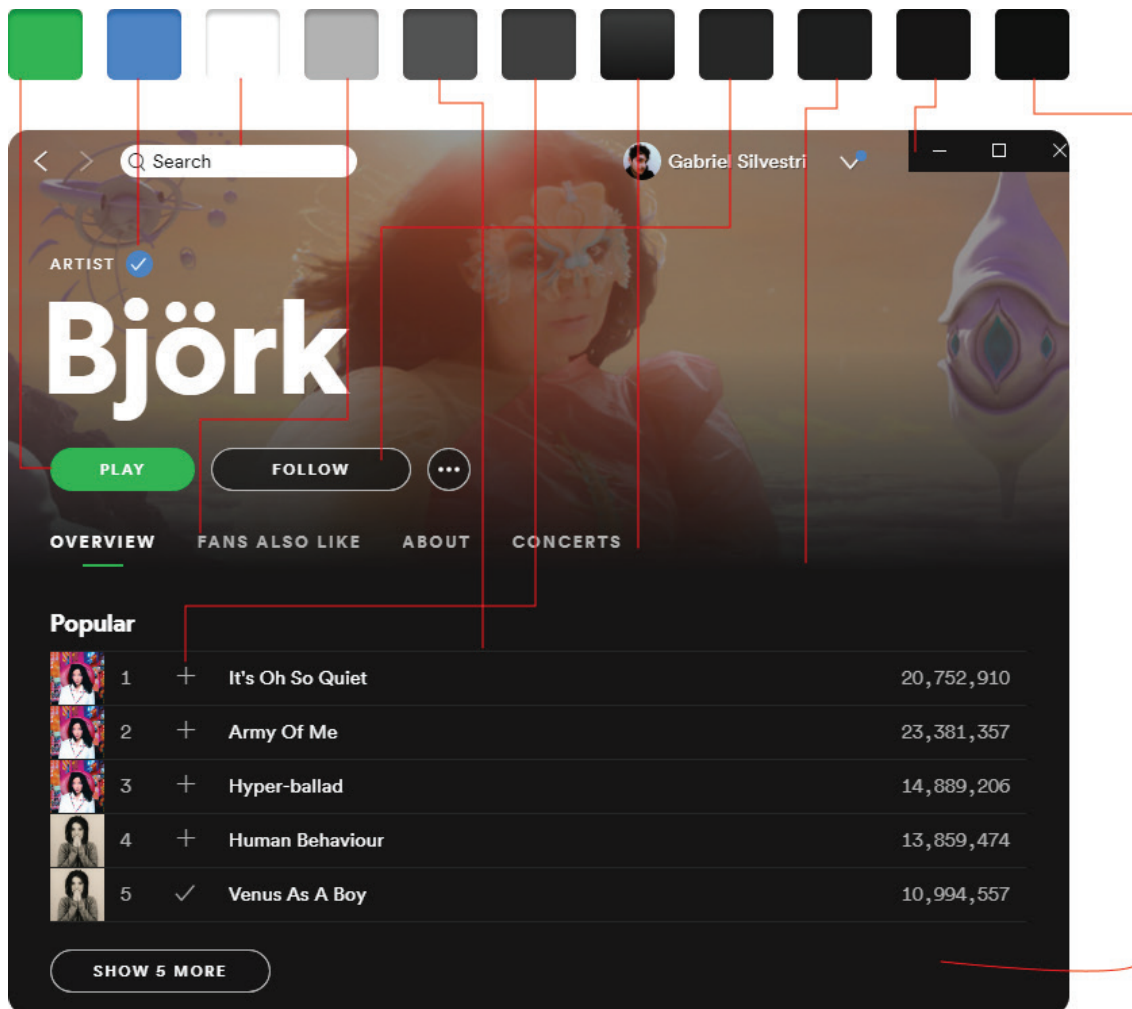 Search
Gabriel Silvestri
ARTIST
Björk
PLAY FOLLOW
OVERVIEW FANS ALSO LIKE ABOUT CONCERTS
Popular
1 It's Oh So Quiet 20,752,910
2 Army Of Me 23,381,357
3 Hyper-ballad 14,889,206
4 Human Behaviour 13,859,474
5 Venus As A Boy 10,994,557
SHOW 5 MORE